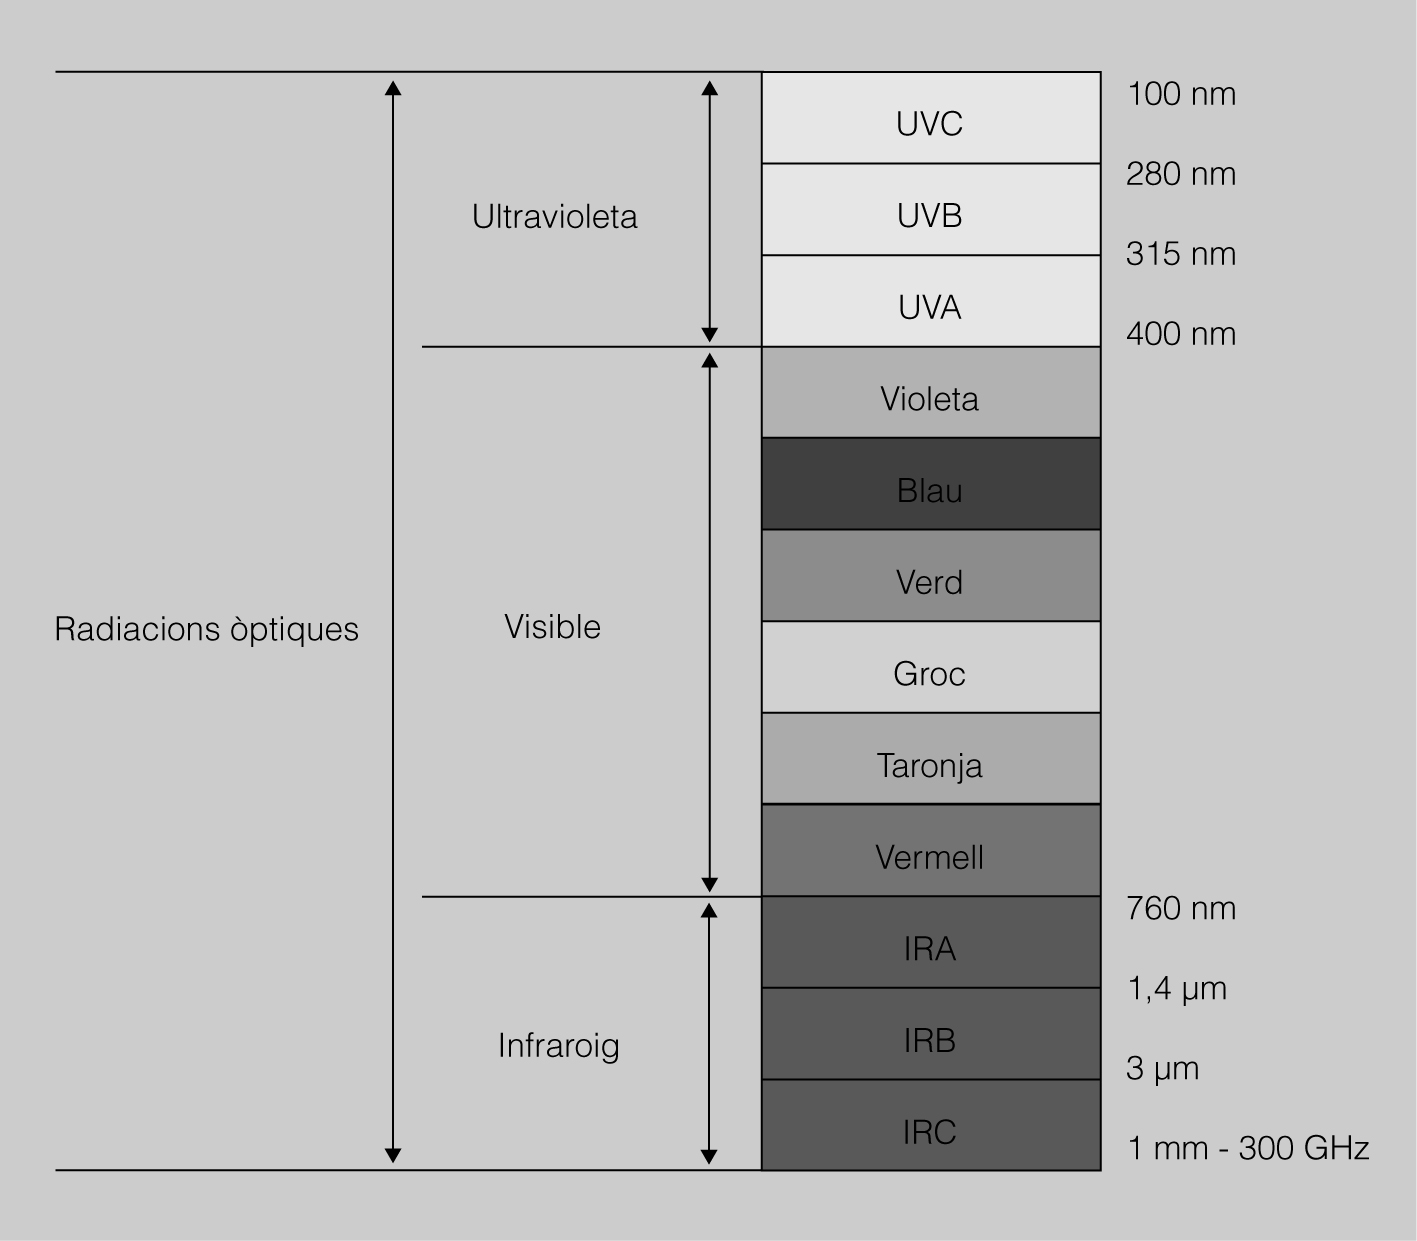 100 nm
UVC
280 nm
Ultravioleta
UVB
315 nm
UVA
400 nm
Violeta
Blau
Verd
Radiacions òptiques
Visible
Groc
Taronja
Vermell
760 nm
IRA
1,4 µm
Infraroig
IRB
3 µm
IRC
1 mm - 300 GHz